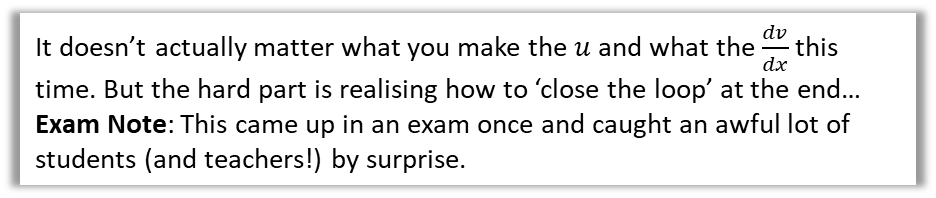 It doesn’t actually matter what you make the 𝑢 and what the 𝑑𝑣/𝑑𝑥 this
time. But the hard part is realising how to ‘close the loop’ at the end…
Exam Note: This came up in an exam once and caught an awful lot of
students (and teachers!) by surprise.